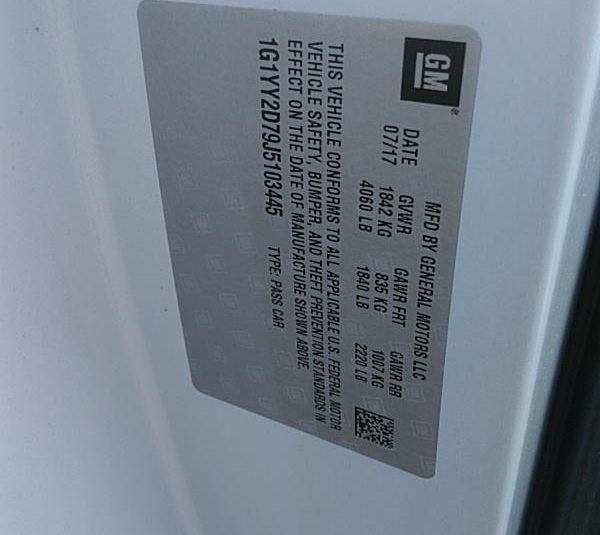 GM®
MFD BY GENERAL MOTORS LLC
DATE GVWR GAWR FRT GAWR RR
07/17 1842 KG 835 KG 1007 KG
4060 LB 1840 LB 2220 LB
THIS VEHICLE CONFORMS TO ALL APPLICABLE U.S. FEDERAL MOTOR
VEHICLE SAFETY, BUMPER, AND THEFT PREVENTION STANDARDS IN
EFFECT ON THE DATE OF MANUFACTURE SHOWN ABOVE.
1G1YY2D79J5103445 TYPE: PASS CAR